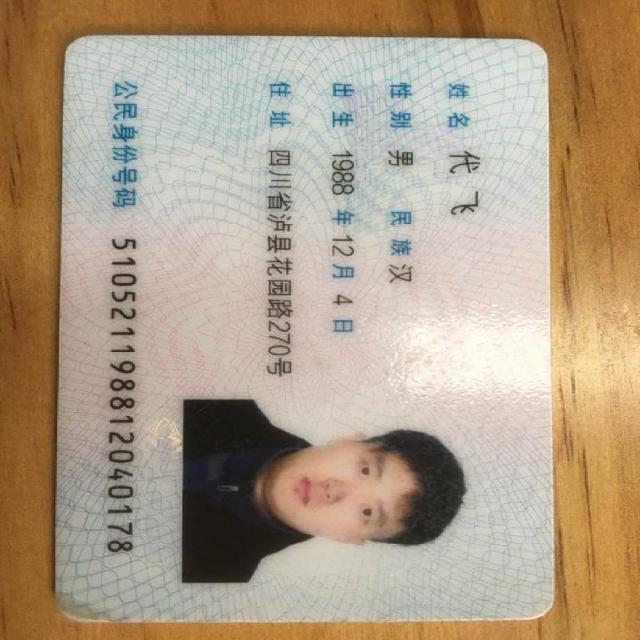 姓名 代飞
性别 男 民族 汉
出生 1988 年 12 月 4 日
住址 四川省泸县花园路270号
公民身份号码 510521198812040178